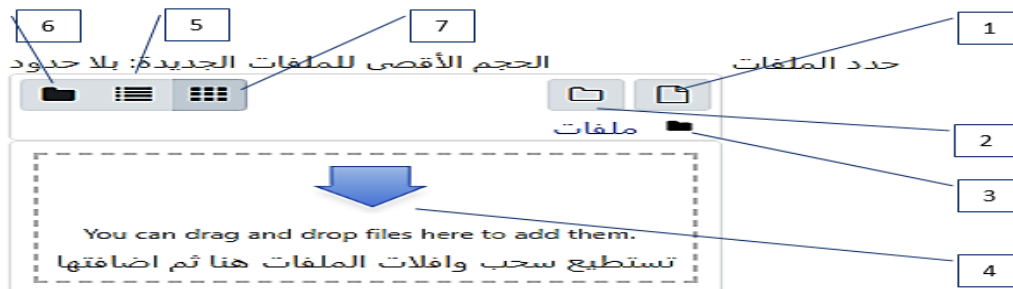 6
5
7
1
حدد الملفات
الحجم الأقصى للملفات الجديدة: بلا حدود
ملفات
2
3
You can drag and drop files here to add them.
تستطيع سحب وافلات الملفات هنا ثم اضافتها
4